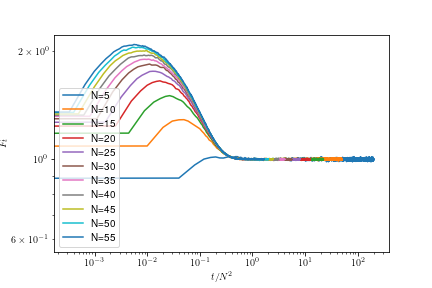 2 × 10⁰
10⁰
6 × 10⁻¹
N=5
N=10
N=15
N=20
N=25
N=30
N=35
N=40
N=45
N=50
N=55
10⁻³ 10⁻² 10⁻¹ 10⁰ 10¹ 10²
t/N²